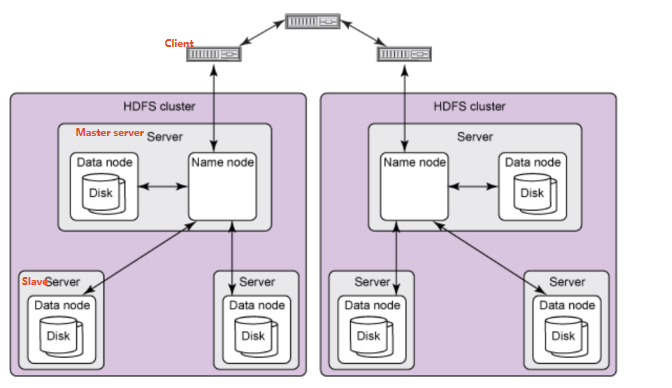 Client
HDFS cluster
Master server
Server
Data node
Disk
Name node
Slave
Server
Data node
Disk
Server
Data node
Disk
HDFS cluster
Server
Name node
Data node
Disk
Server
Data node
Disk
Server
Data node
Disk